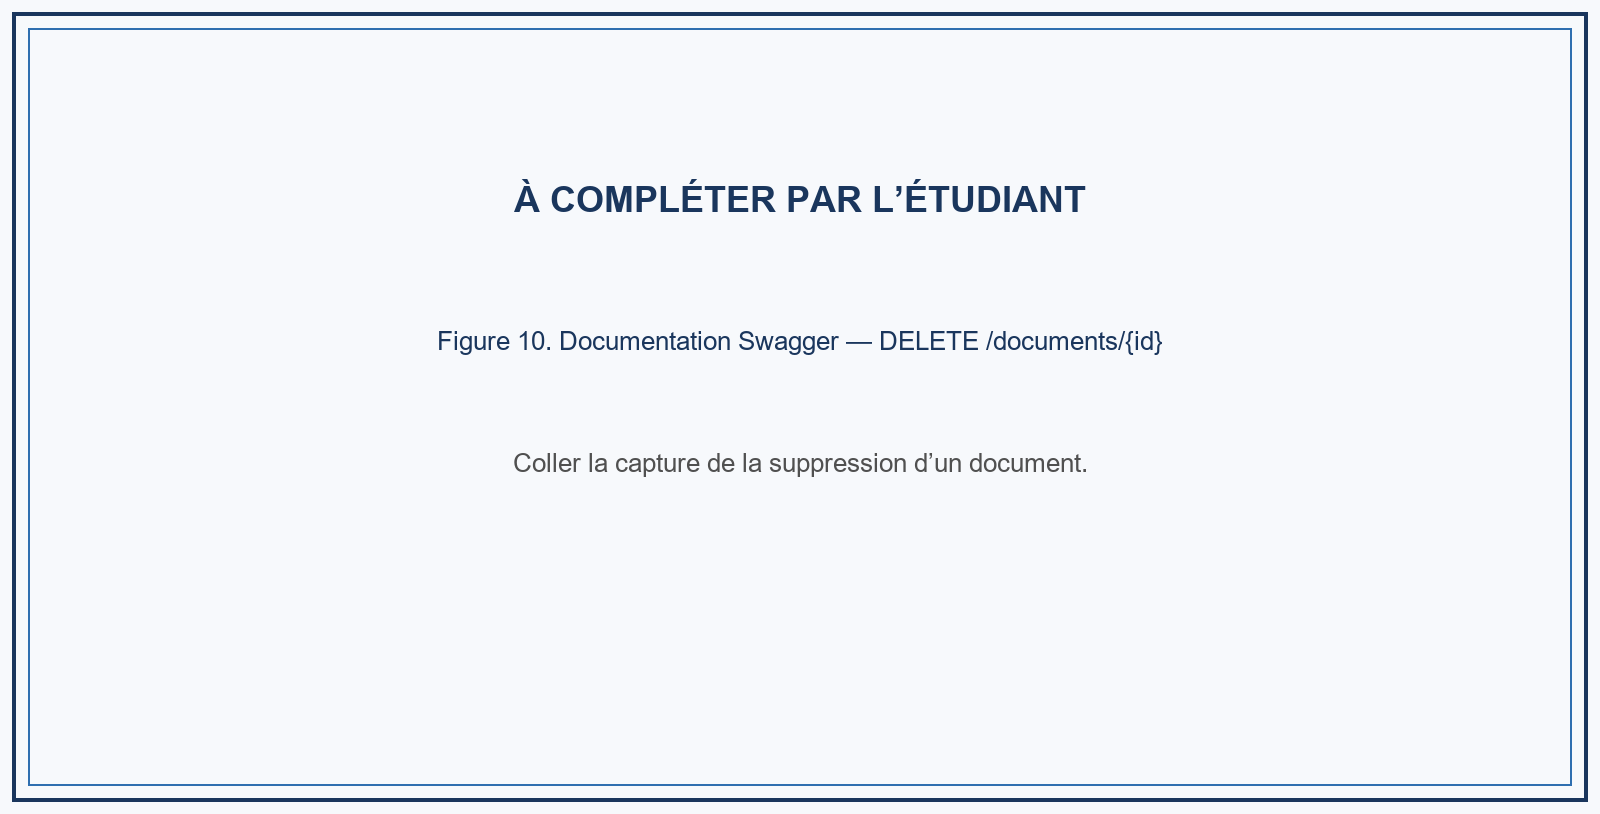 À COMPLÉTER PAR L’ÉTUDIANT
Figure 10. Documentation Swagger — DELETE /documents/{id}
Coller la capture de la suppression d’un document.